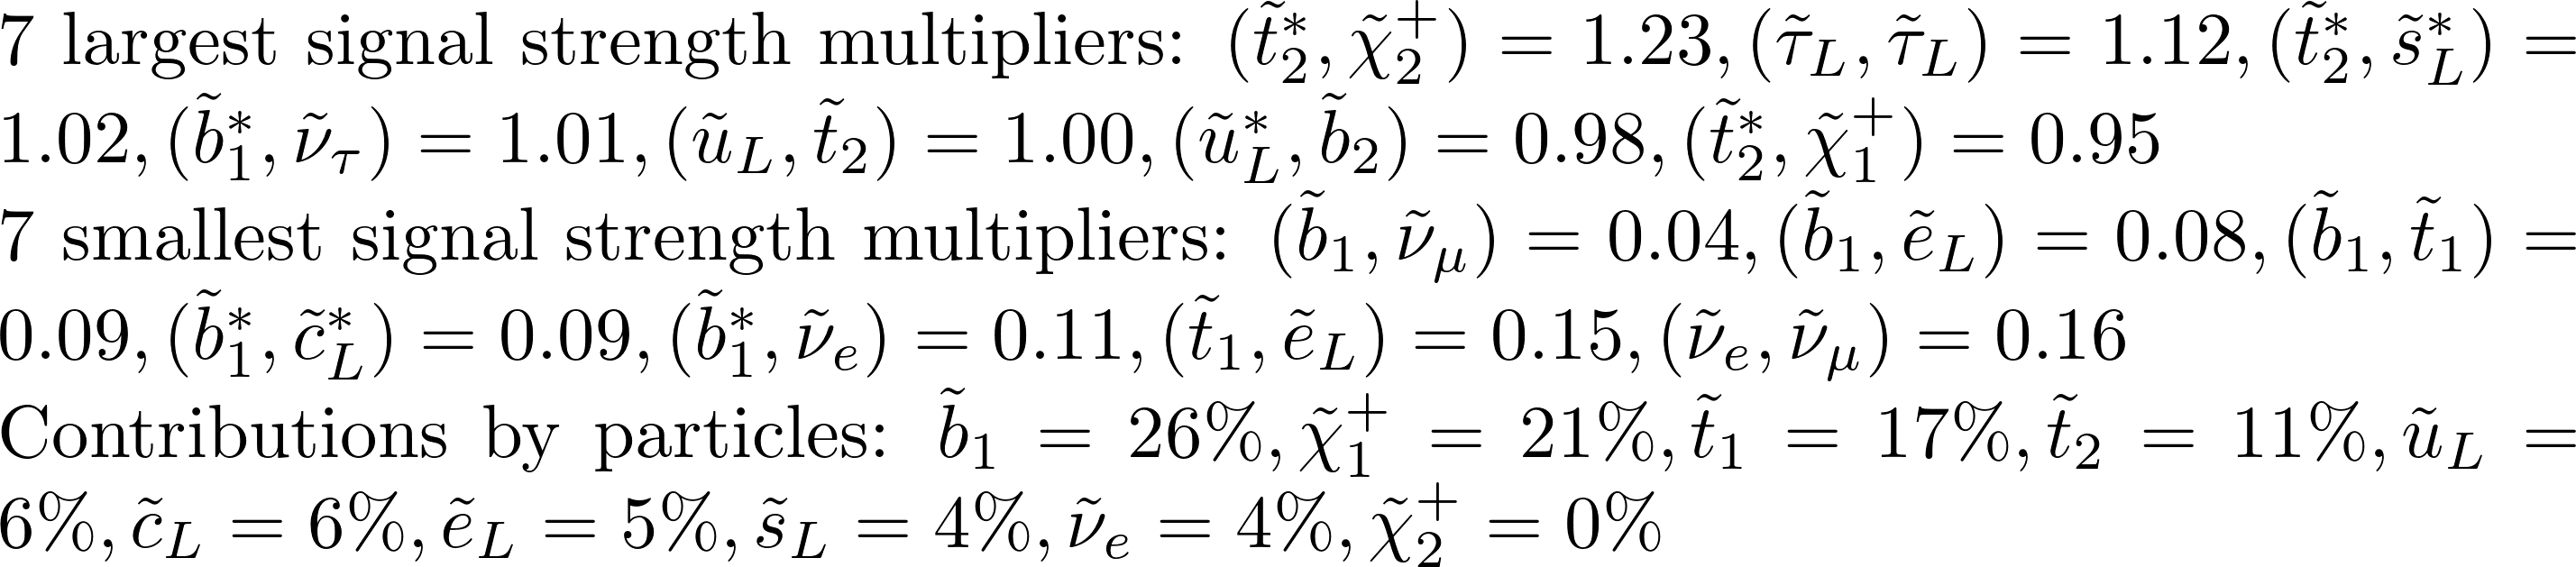 7 largest signal strength multipliers: $(\tilde{t}_2^*, \tilde{\chi}_2^+) = 1.23, (\tilde{\tau}_L, \tilde{\tau}_L) = 1.12, (\tilde{t}_2^*, \tilde{s}_L^*) =$
$1.02, (\tilde{b}_1^*, \tilde{\nu}_\tau) = 1.01, (\tilde{u}_L, \tilde{t}_2) = 1.00, (\tilde{u}_L^*, \tilde{b}_2) = 0.98, (\tilde{t}_2^*, \tilde{\chi}_1^+) = 0.95$
7 smallest signal strength multipliers: $(\tilde{b}_1, \tilde{\nu}_\mu) = 0.04, (\tilde{b}_1, \tilde{e}_L) = 0.08, (\tilde{b}_1, \tilde{t}_1) =$
$0.09, (\tilde{b}_1^*, \tilde{c}_L^*) = 0.09, (\tilde{b}_1^*, \tilde{\nu}_e) = 0.11, (\tilde{t}_1, \tilde{e}_L) = 0.15, (\tilde{\nu}_e, \tilde{\nu}_\mu) = 0.16$
Contributions by particles: $\tilde{b}_1 = 26\%, \tilde{\chi}_1^+ = 21\%, \tilde{t}_1 = 17\%, \tilde{t}_2 = 11\%, \tilde{u}_L =$
$6\%, \tilde{c}_L = 6\%, \tilde{e}_L = 5\%, \tilde{s}_L = 4\%, \tilde{\nu}_e = 4\%, \tilde{\chi}_2^+ = 0\%$